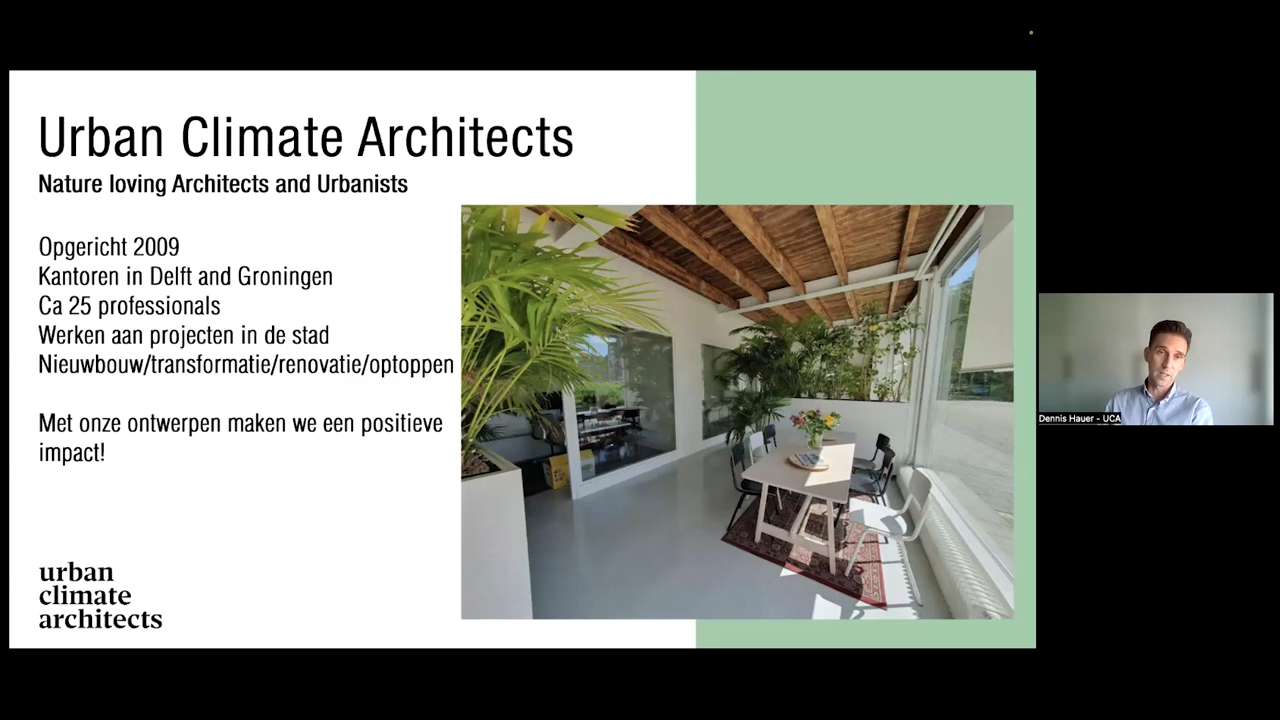 Urban Climate Architects
Nature loving Architects and Urbanists
Opgericht 2009
Kantoren in Delft and Groningen
Ca 25 professionals
Werken aan projecten in de stad
Nieuwbouw/transformatie/renovatie/optoppen
Met onze ontwerpen maken we een positieve
impact!
urban
climate
architects
Dennis Hauer - UCA